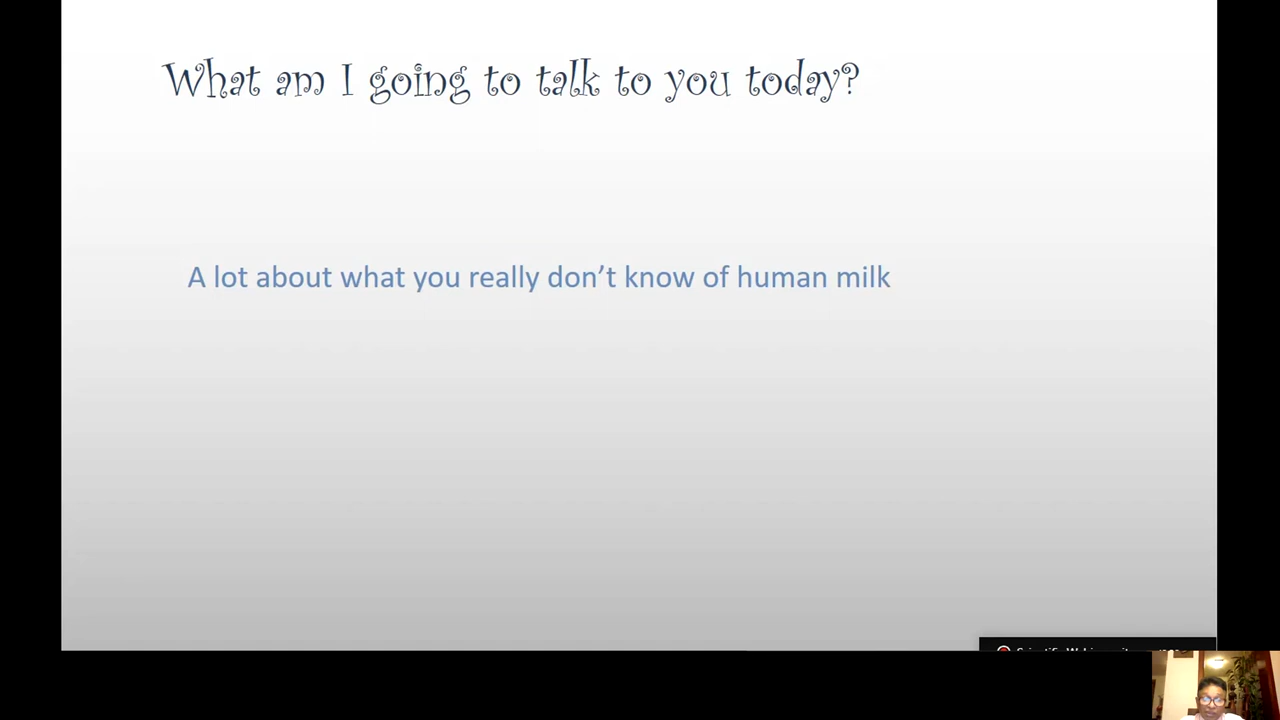 What am I going to talk to you today?
A lot about what you really don’t know of human milk